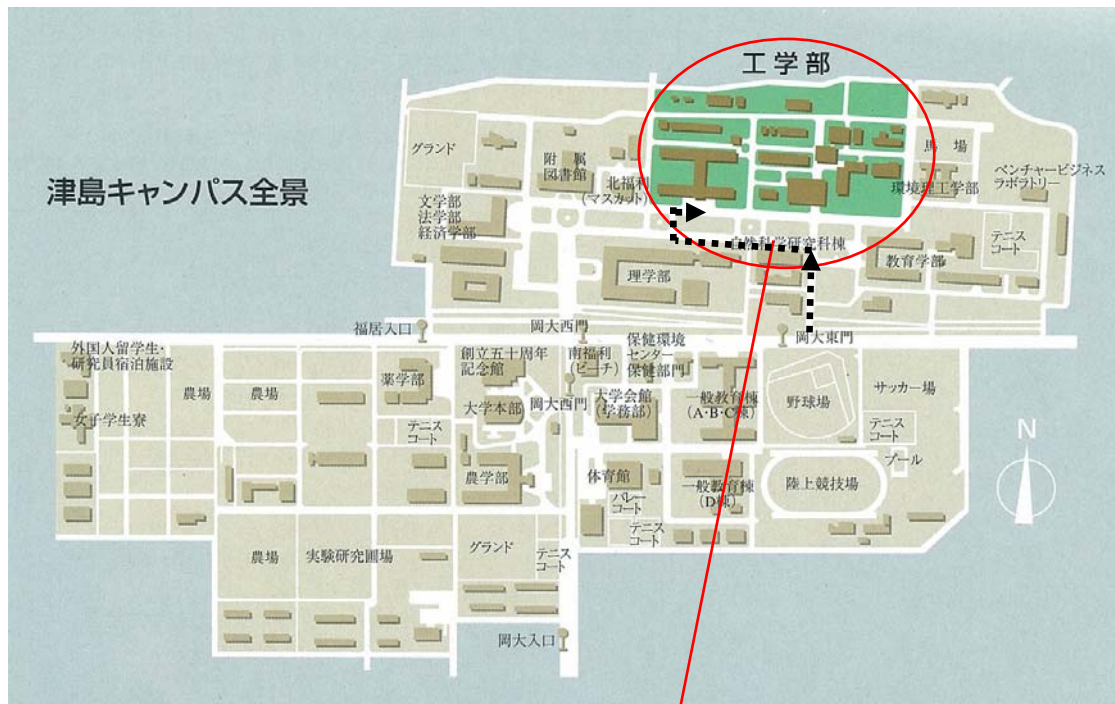 工学部
津島キャンパス全景
グランド
附属
図書館
北福利
(マスカット)
馬場
環境理工学部
ベンチャービジネス
ラボラトリー
文学部
法学部
経済学部
理学部
自然科学研究科棟
教育学部
テニス
コート
福居入口
岡大西門
岡大東門
外国人留学生・
研究員宿泊施設
女子学生寮
農場
農場
薬学部
創立五十周年
記念館
南福利
(ピーチ)
保健環境
センター
保健部門
大学本部
岡大西門
大学会館
(学務部)
一般教育棟
(A・B・C棟)
野球場
サッカー場
テニス
コート
テニス
コート
プール
N
農学部
体育館
バレー
コート
一般教育棟
(D棟)
陸上競技場
テニス
コート
農場
実験研究圃場
グランド
テニス
コート
岡大入口